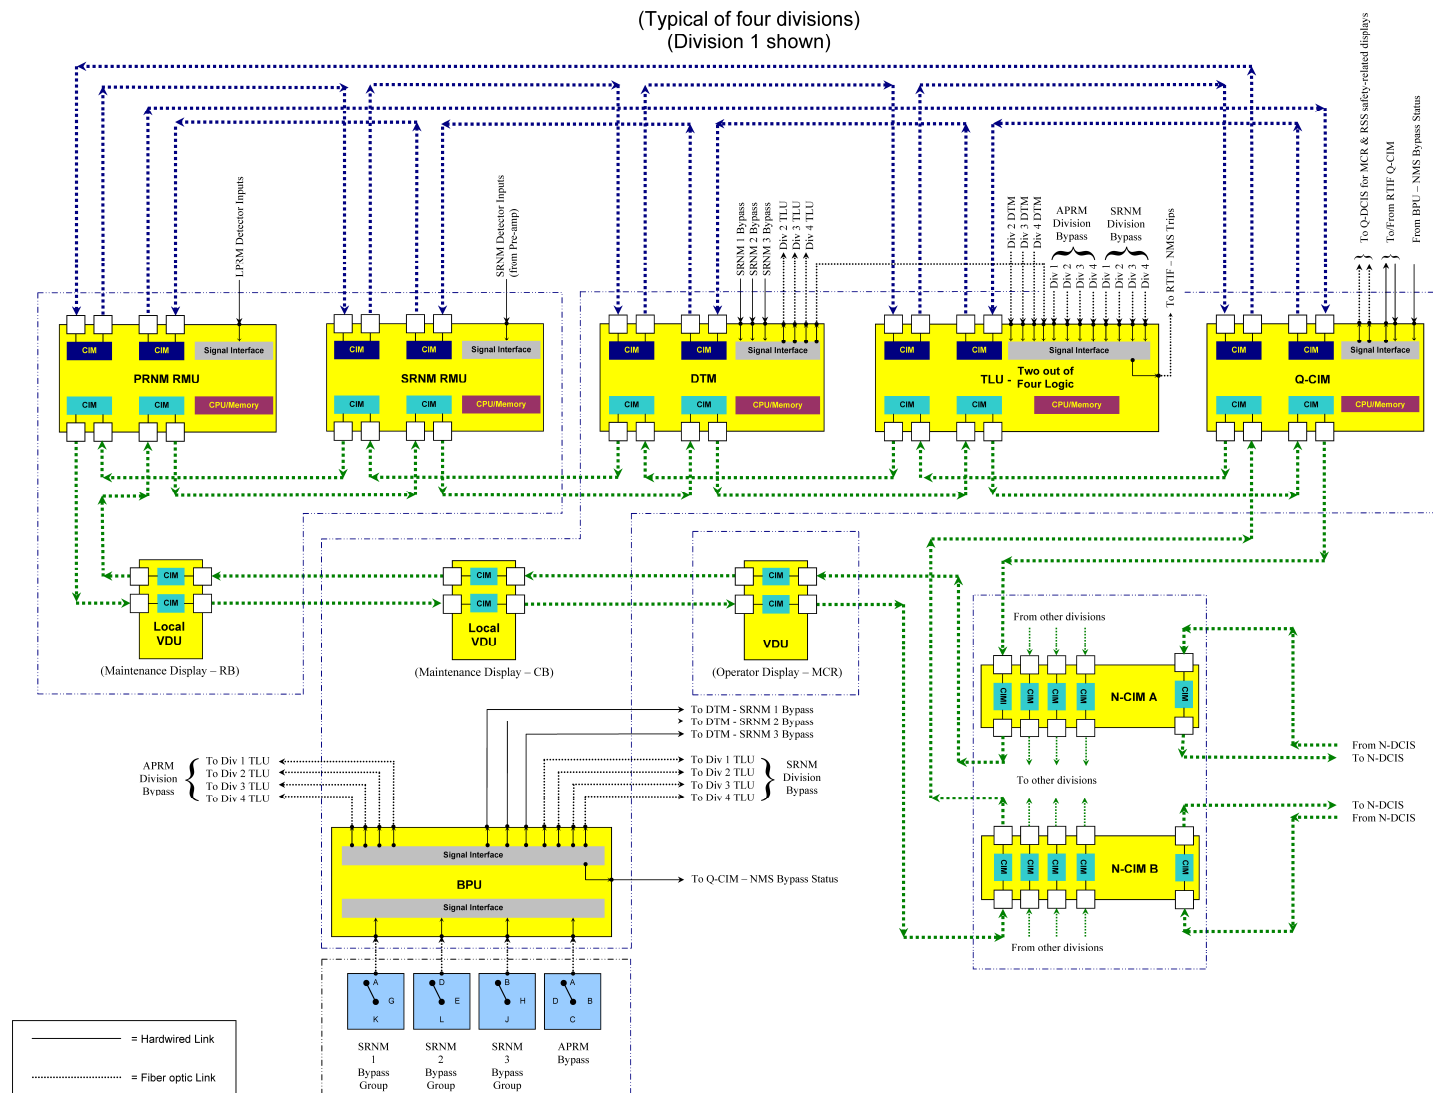 (Typical of four divisions)
(Division 1 shown)
LPRM Detector Inputs
SRNM Detector Inputs
(from Pre-amp)
SRNM 1 Bypass
SRNM 2 Bypass
SRNM 3 Bypass
Div 2 TLU
Div 3 TLU
Div 4 TLU
Div 2 DTM
Div 3 DTM
Div 4 DTM
APRM
Division
Bypass
Div 1
Div 2
Div 3
Div 4
SRNM
Division
Bypass
Div 1
Div 2
Div 3
Div 4
To RTIF – NMS Trips
To Q-DCIS for MCR & RSS safety-related displays
To/From RTIF Q-CIM
From BPU – NMS Bypass Status
CIM
CIM
Signal Interface
PRNM RMU
CIM
CIM
CPU/Memory
CIM
CIM
Signal Interface
SRNM RMU
CIM
CIM
CPU/Memory
CIM
CIM
Signal Interface
DTM
CIM
CIM
CPU/Memory
CIM
CIM
Signal Interface
TLU - Two out of
Four Logic
CIM
CIM
CPU/Memory
CIM
CIM
Signal Interface
Q-CIM
CIM
CIM
CPU/Memory
CIM
CIM
Local
VDU
(Maintenance Display – RB)
CIM
CIM
Local
VDU
(Maintenance Display – CB)
CIM
CIM
VDU
(Operator Display – MCR)
From other divisions
CIMI
CIM
CIM
CIM
N-CIM A
CIM
To other divisions
From N-DCIS
To N-DCIS
To N-DCIS
From N-DCIS
CIM
CIM
CIM
CIM
N-CIM B
CIM
From other divisions
To DTM - SRNM 1 Bypass
To DTM - SRNM 2 Bypass
To DTM - SRNM 3 Bypass
APRM
Division
Bypass
To Div 1 TLU
To Div 2 TLU
To Div 3 TLU
To Div 4 TLU
To Div 1 TLU
To Div 2 TLU
To Div 3 TLU
To Div 4 TLU
SRNM
Division
Bypass
Signal Interface
BPU
To Q-CIM – NMS Bypass Status
Signal Interface
A
G
K
D
E
L
B
H
J
A
D
B
C
SRNM
1
Bypass
Group
SRNM
2
Bypass
Group
SRNM
3
Bypass
Group
APRM
Bypass
= Hardwired Link
= Fiber optic Link